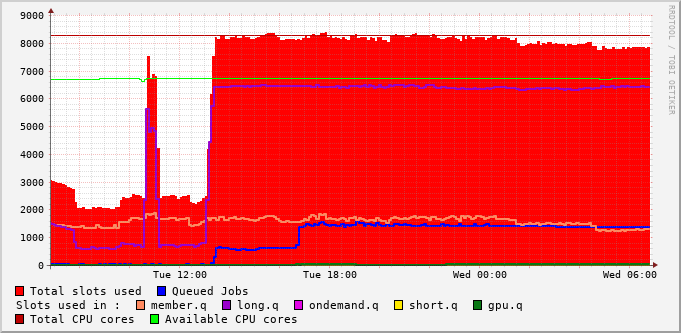 9000
8000
7000
6000
5000
4000
3000
2000
1000
0
Tue 12:00 Tue 18:00 Wed 00:00 Wed 06:00
Total slots used Queued Jobs
Slots used in : member.q long.q ondemand.q short.q gpu.q
Total CPU cores Available CPU cores
RRDTOOL / TOBI OETIKER